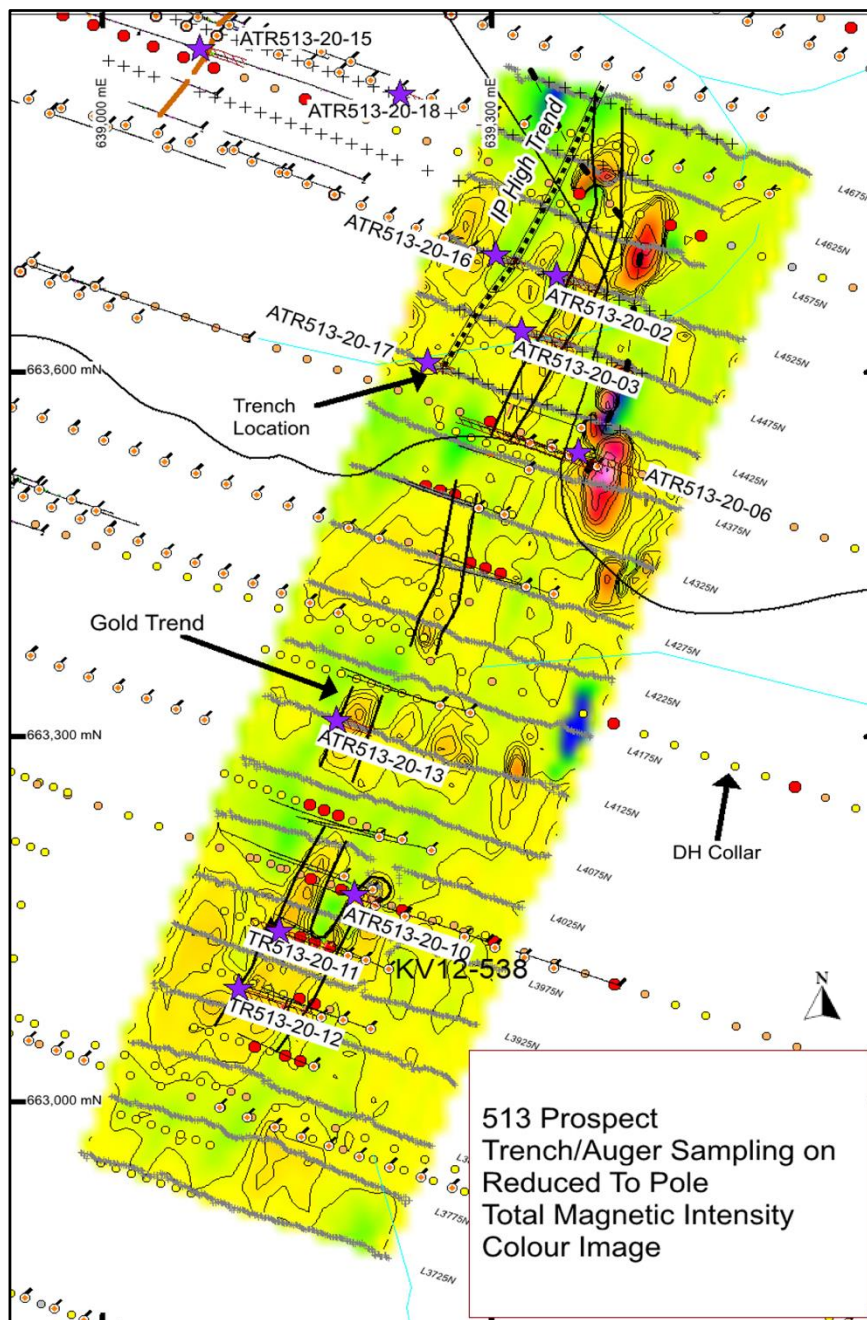 ATR513-20-15
639,000 mE
639,300 mE
ATR513-20-18
IP High Trend
L4675N
L4625N
ATR513-20-16
L4575N
ATR513-20-02
ATR513-20-17
ATR513-20-03
L4525N
663,600 mN
L4475N
Trench
Location
L4425N
ATR513-20-06
L4375N
L4325N
L4275N
Gold Trend
L4225N
L4175N
663,300 mN
ATR513-20-13
L4125N
DH Collar
L4075N
L4025N
ATR513-20-10
TR513-20-11
KV12-538
L3975N
N
TR513-20-12
L3925N
663,000 mN
513 Prospect
Trench/Auger Sampling on
Reduced To Pole
Total Magnetic Intensity
Colour Image
L3775N
L3725N